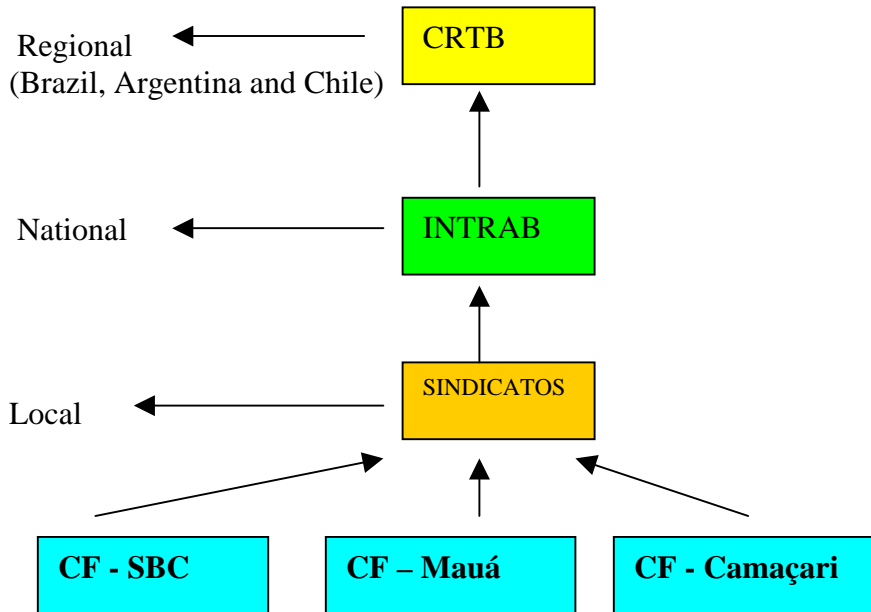 Regional
(Brazil, Argentina and Chile)
CRTB
National
INTRAB
Local
SINDICATOS
CF - SBC
CF – Mauá
CF - Camaçari